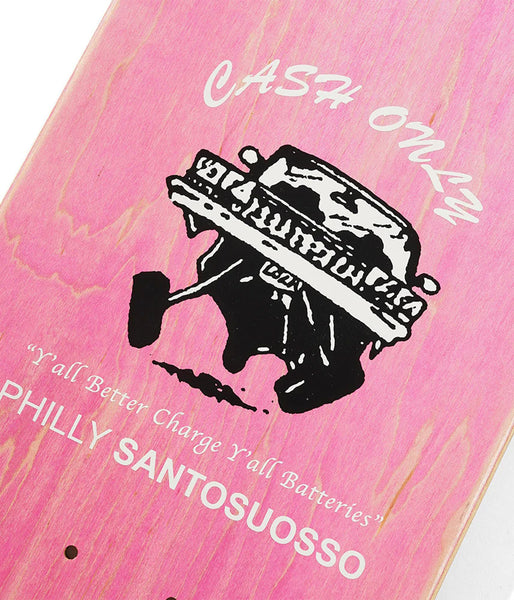 CASH ONLY
"Y'all Better Charge Y'all Batteries"
PHILLY SANTOSUOSSO